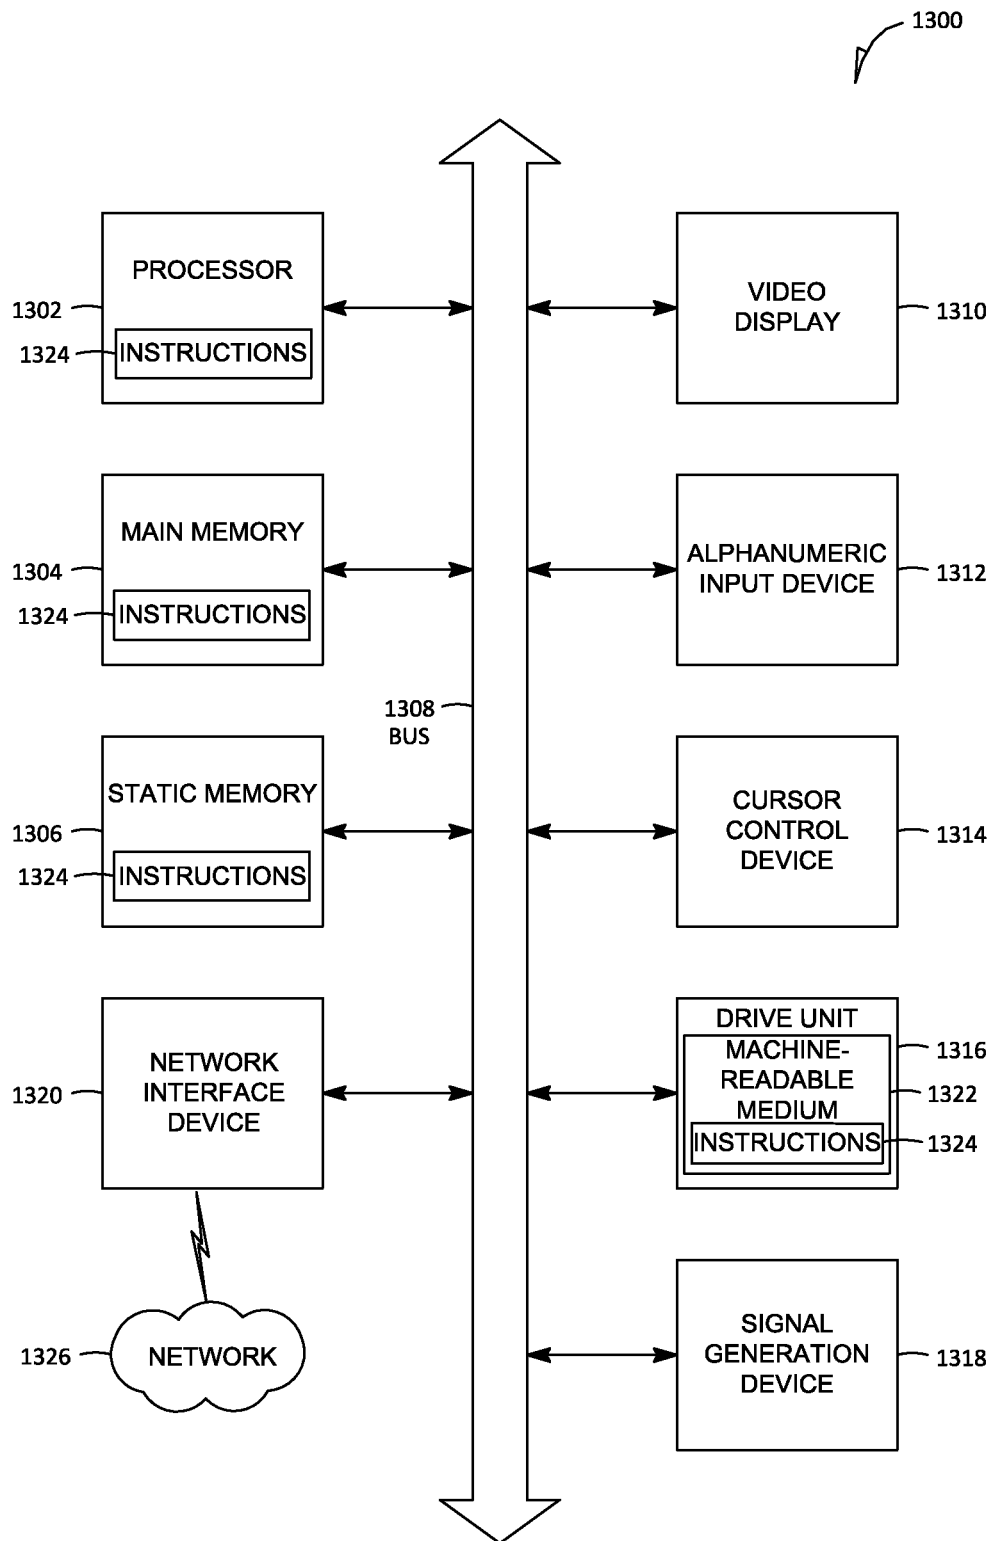 1300
PROCESSOR
1302
1324
INSTRUCTIONS
VIDEO
DISPLAY
1310
MAIN MEMORY
1304
1324
INSTRUCTIONS
ALPHANUMERIC
INPUT DEVICE
1312
1308
BUS
STATIC MEMORY
1306
1324
INSTRUCTIONS
CURSOR
CONTROL
DEVICE
1314
NETWORK
INTERFACE
DEVICE
1320
DRIVE UNIT
1316
MACHINE-
READABLE
MEDIUM
1322
INSTRUCTIONS
1324
1326
NETWORK
SIGNAL
GENERATION
DEVICE
1318